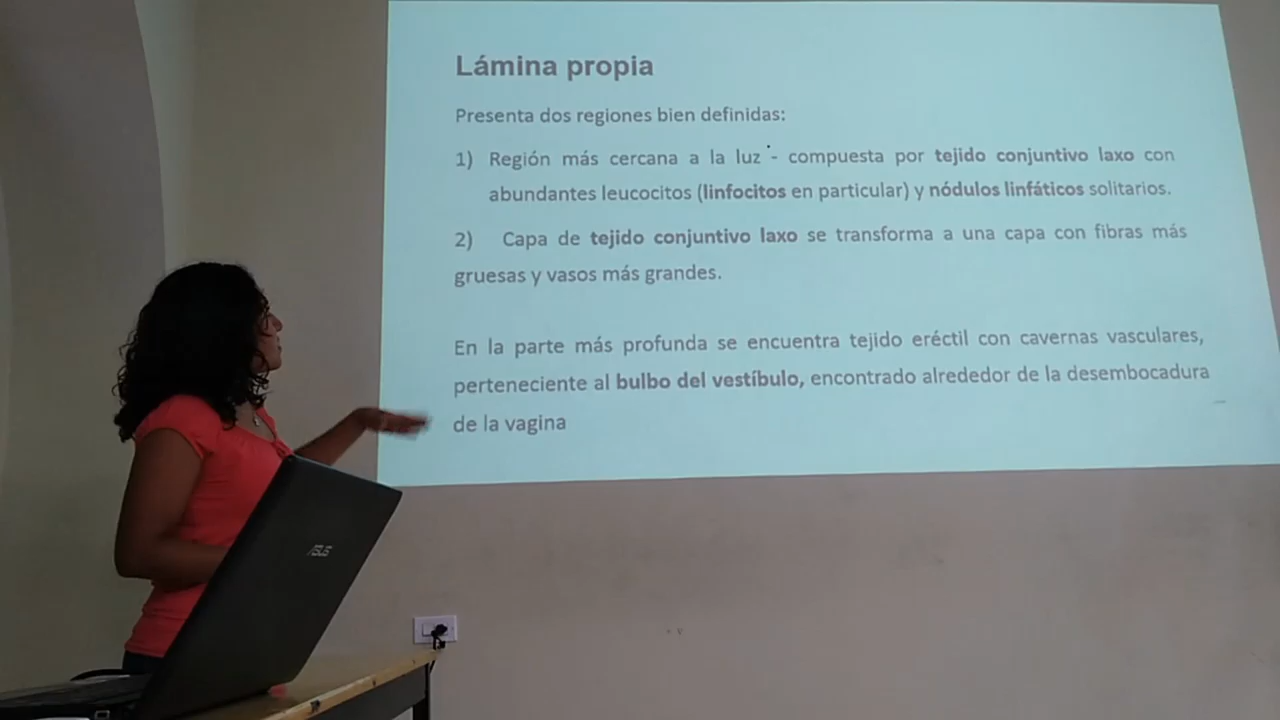 Lámina propia
Presenta dos regiones bien definidas:
1) Región más cercana a la luz - compuesta por tejido conjuntivo laxo con
abundantes leucocitos (linfocitos en particular) y nódulos linfáticos solitarios.
2) Capa de tejido conjuntivo laxo se transforma a una capa con fibras más
gruesas y vasos más grandes.
En la parte más profunda se encuentra tejido eréctil con cavernas vasculares,
perteneciente al bulbo del vestíbulo, encontrado alrededor de la desembocadura
de la vagina
ASUS